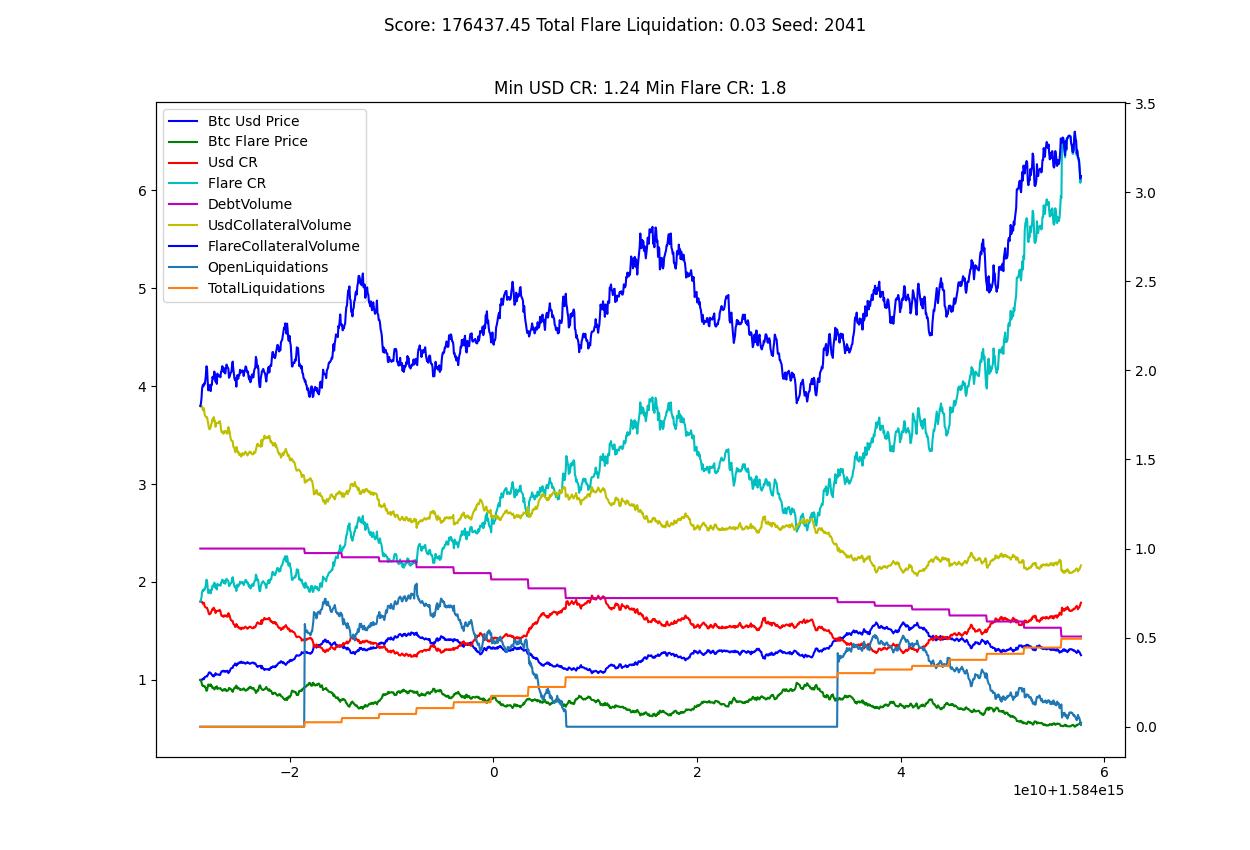 Score: 176437.45 Total Flare Liquidation: 0.03 Seed: 2041
Min USD CR: 1.24 Min Flare CR: 1.8
Btc Usd Price
Btc Flare Price
Usd CR
Flare CR
DebtVolume
UsdCollateralVolume
FlareCollateralVolume
OpenLiquidations
TotalLiquidations
6
5
4
3
2
1
3.5
3.0
2.5
2.0
1.5
1.0
0.5
0.0
−2 0 2 4 6
1e10+1.584e15